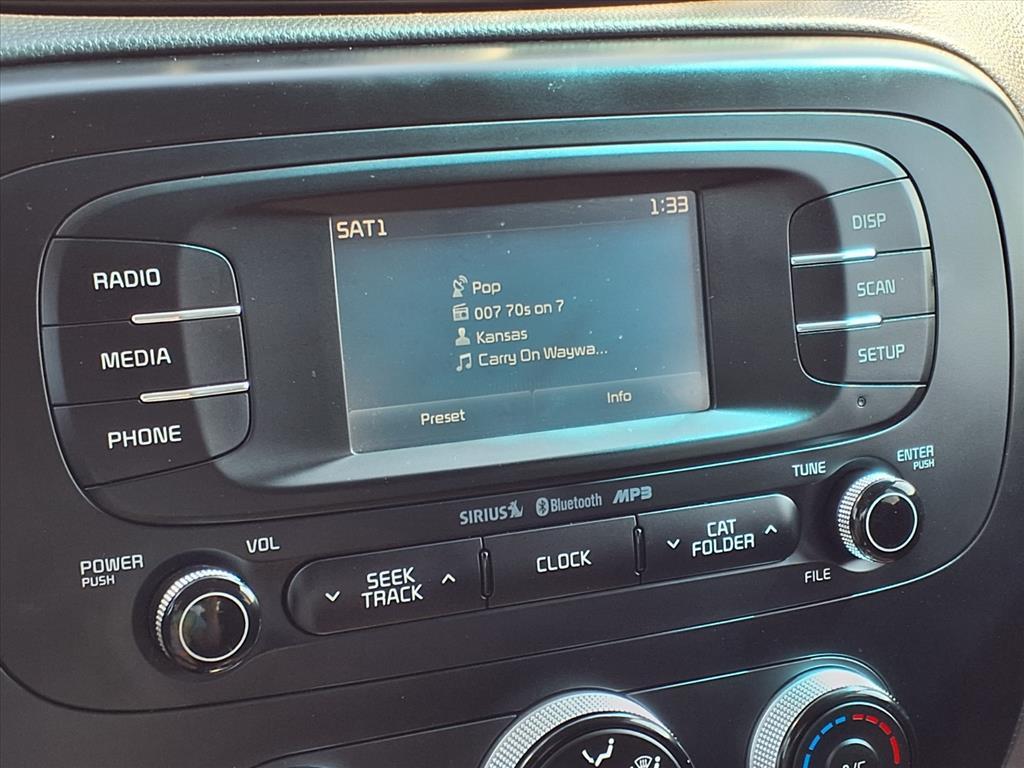 SAT1 1:33
Pop
007 70s on 7
Kansas
Carry On Waywa...
Preset Info
RADIO
MEDIA
PHONE
DISP
SCAN
SETUP
SIRIUS Bluetooth MP3
TUNE
ENTER
PUSH
POWER
PUSH
VOL
SEEK
TRACK
CLOCK
CAT
FOLDER
FILE